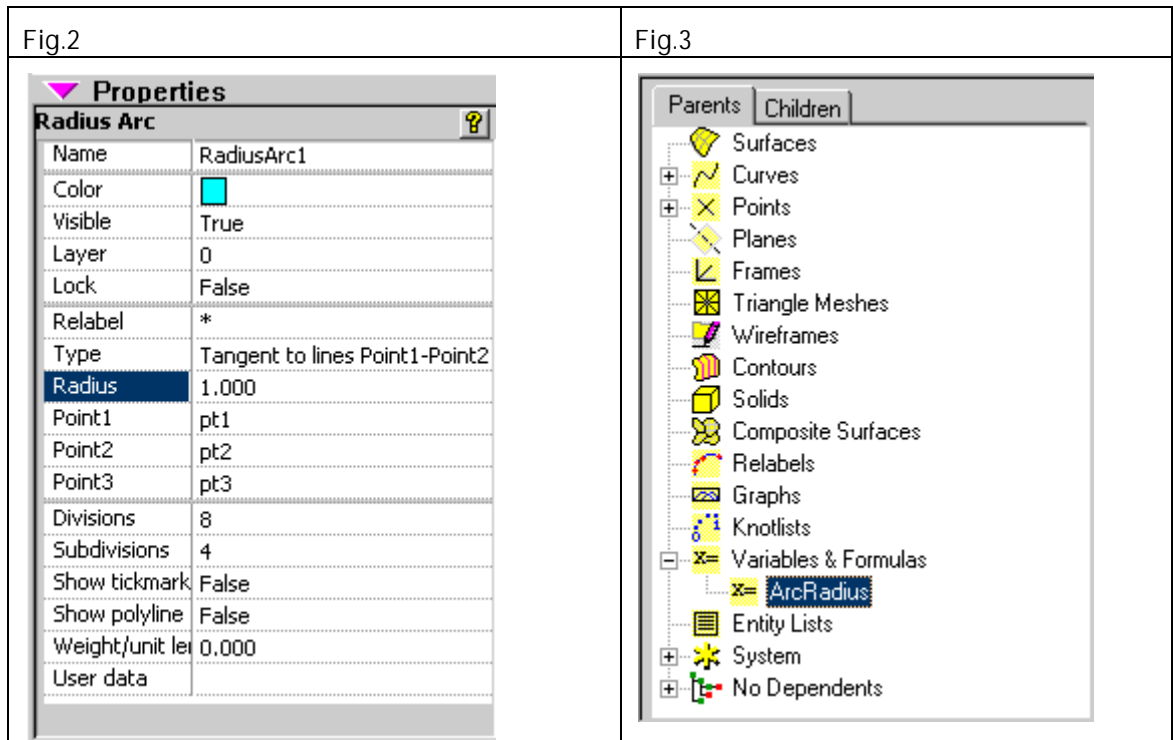 Fig.2
Fig.3
Properties
Radius Arc
Name RadiusArc1
Color
Visible True
Layer 0
Lock False
Relabel *
Type Tangent to lines Point1-Point2
Radius 1.000
Point1 pt1
Point2 pt2
Point3 pt3
Divisions 8
Subdivisions 4
Show tickmark False
Show polyline False
Weight/unit ler 0.000
User data
Parents Children
Surfaces
Curves
Points
Planes
Frames
Triangle Meshes
Wireframes
Contours
Solids
Composite Surfaces
Relabels
Graphs
Knotlists
X= Variables & Formulas
X= ArcRadius
Entity Lists
System
No Dependents